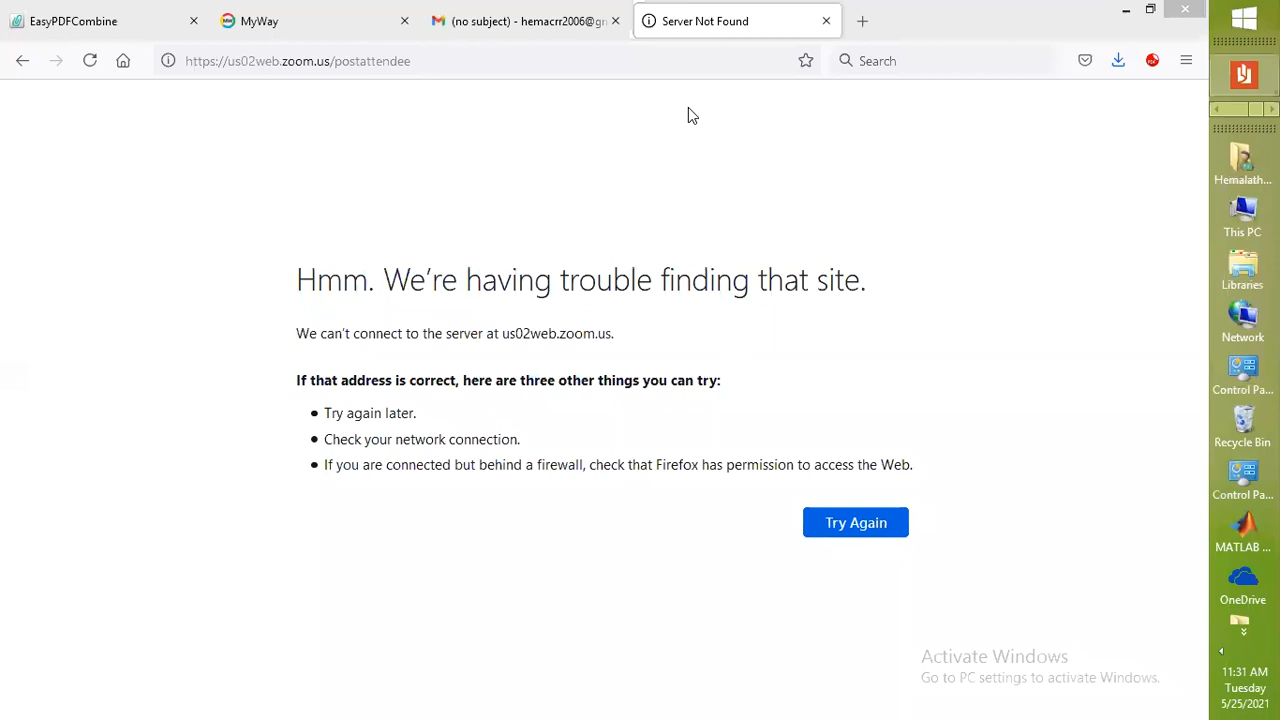 EasyPDFCombine
MyWay
(no subject) - hemacrr2006@gm
Server Not Found
https://us02web.zoom.us/postattendee
Search
Hmm. We're having trouble finding that site.
We can't connect to the server at us02web.zoom.us.
If that address is correct, here are three other things you can try:
Try again later.
Check your network connection.
If you are connected but behind a firewall, check that Firefox has permission to access the Web.
Try Again
Activate Windows
Go to PC settings to activate Windows.
Hemalath...
This PC
Libraries
Network
Control Pa...
Recycle Bin
Control Pa...
MATLAB ...
OneDrive
11:31 AM
Tuesday
5/25/2021